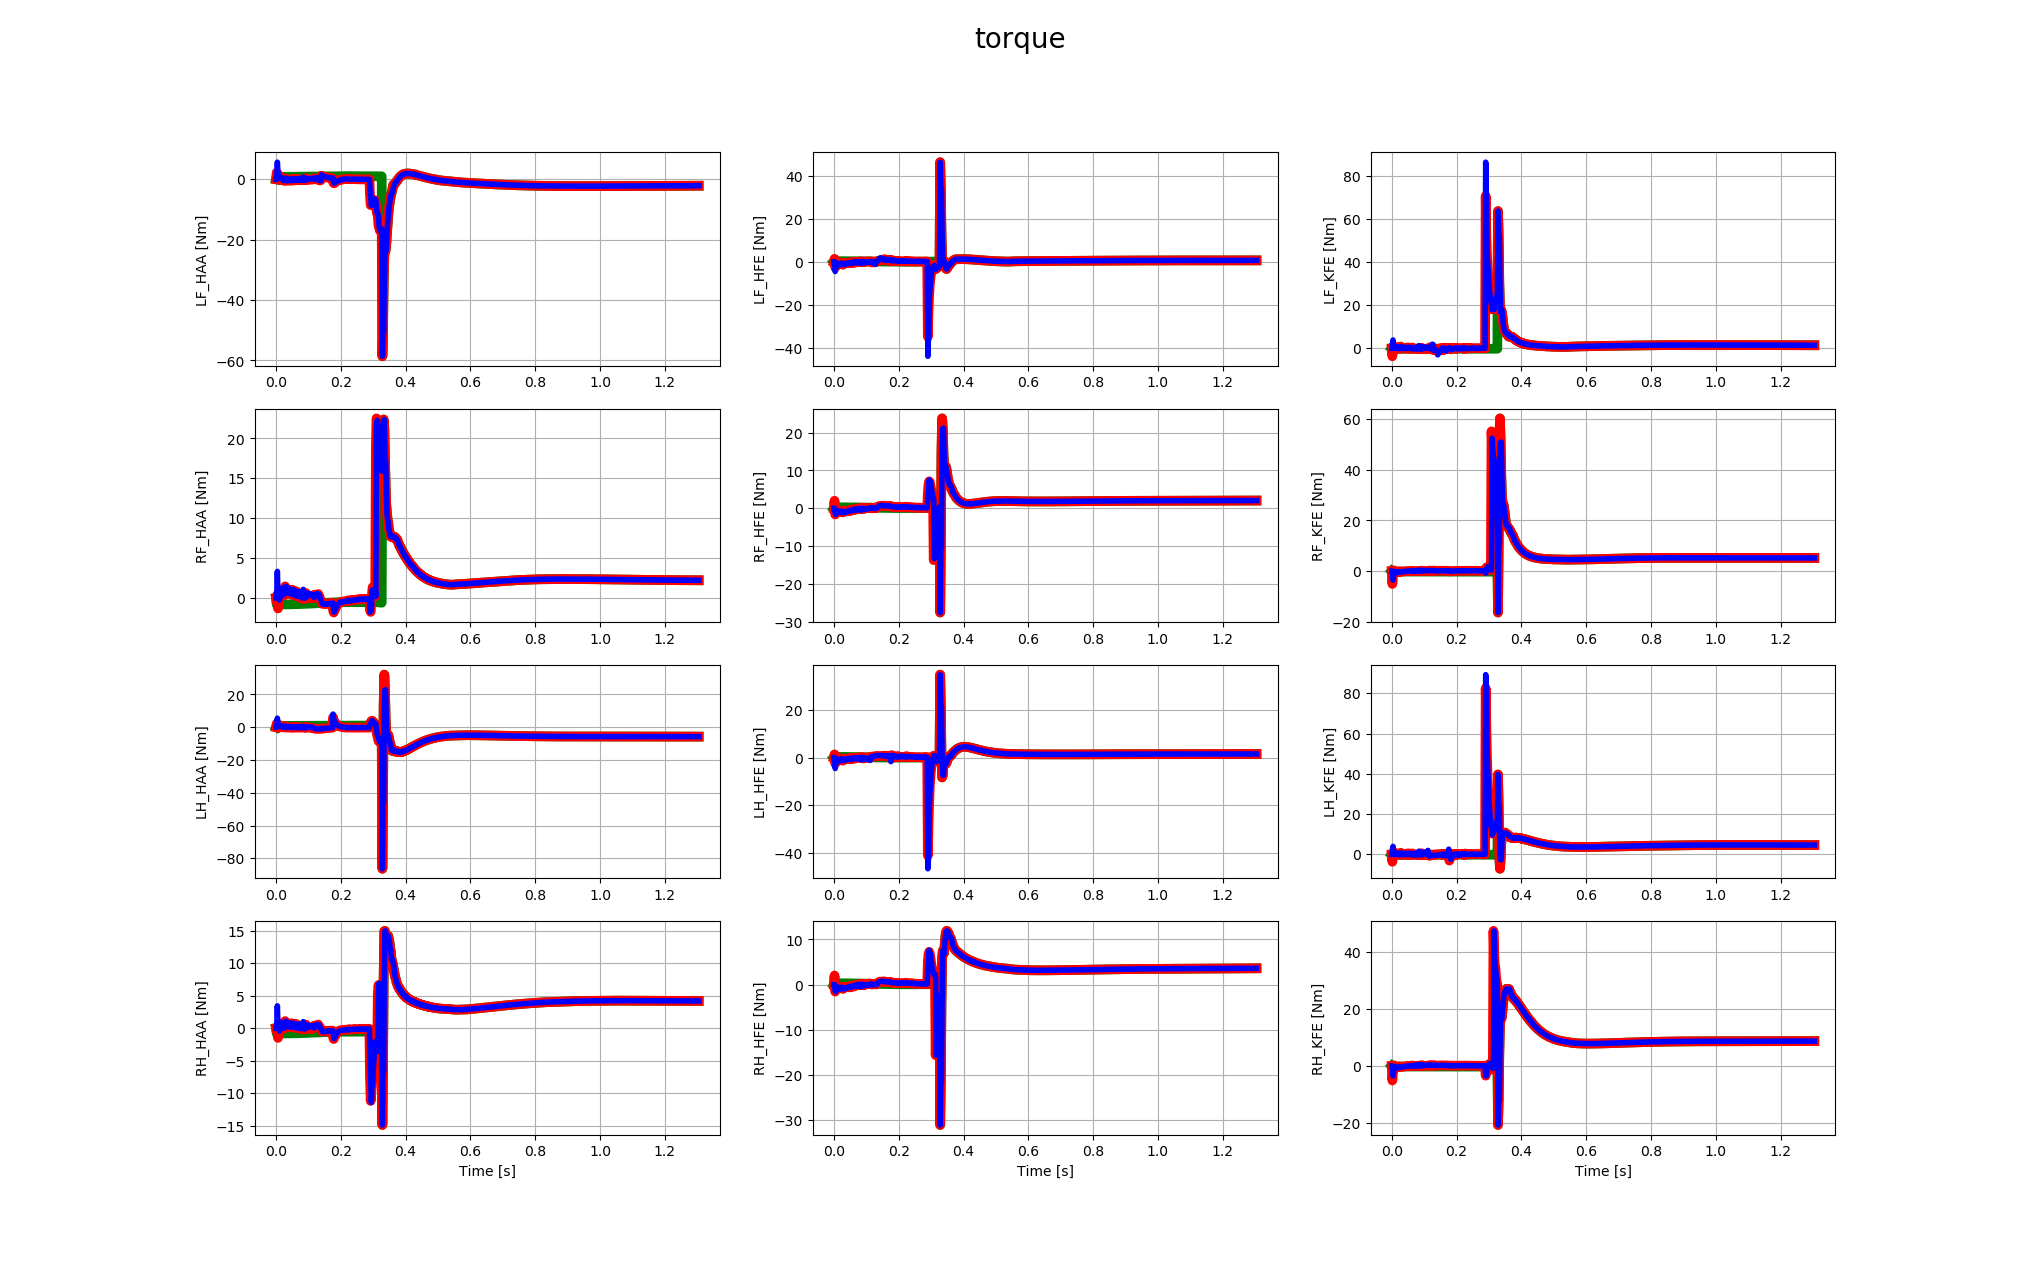 torque
LF_HAA [Nm]
0
−20
−40
−60
0.0 0.2 0.4 0.6 0.8 1.0 1.2
LF_HFE [Nm]
40
20
0
−20
−40
0.0 0.2 0.4 0.6 0.8 1.0 1.2
LF_KFE [Nm]
80
60
40
20
0
0.0 0.2 0.4 0.6 0.8 1.0 1.2
RF_HAA [Nm]
20
15
10
5
0
0.0 0.2 0.4 0.6 0.8 1.0 1.2
RF_HFE [Nm]
20
10
0
−10
−20
−30
0.0 0.2 0.4 0.6 0.8 1.0 1.2
RF_KFE [Nm]
60
40
20
0
−20
0.0 0.2 0.4 0.6 0.8 1.0 1.2
LH_HAA [Nm]
20
0
−20
−40
−60
−80
0.0 0.2 0.4 0.6 0.8 1.0 1.2
LH_HFE [Nm]
20
0
−20
−40
0.0 0.2 0.4 0.6 0.8 1.0 1.2
LH_KFE [Nm]
80
60
40
20
0
0.0 0.2 0.4 0.6 0.8 1.0 1.2
RH_HAA [Nm]
15
10
5
0
−5
−10
−15
0.0 0.2 0.4 0.6 0.8 1.0 1.2
Time [s]
RH_HFE [Nm]
10
0
−10
−20
−30
0.0 0.2 0.4 0.6 0.8 1.0 1.2
Time [s]
RH_KFE [Nm]
40
20
0
−20
0.0 0.2 0.4 0.6 0.8 1.0 1.2
Time [s]